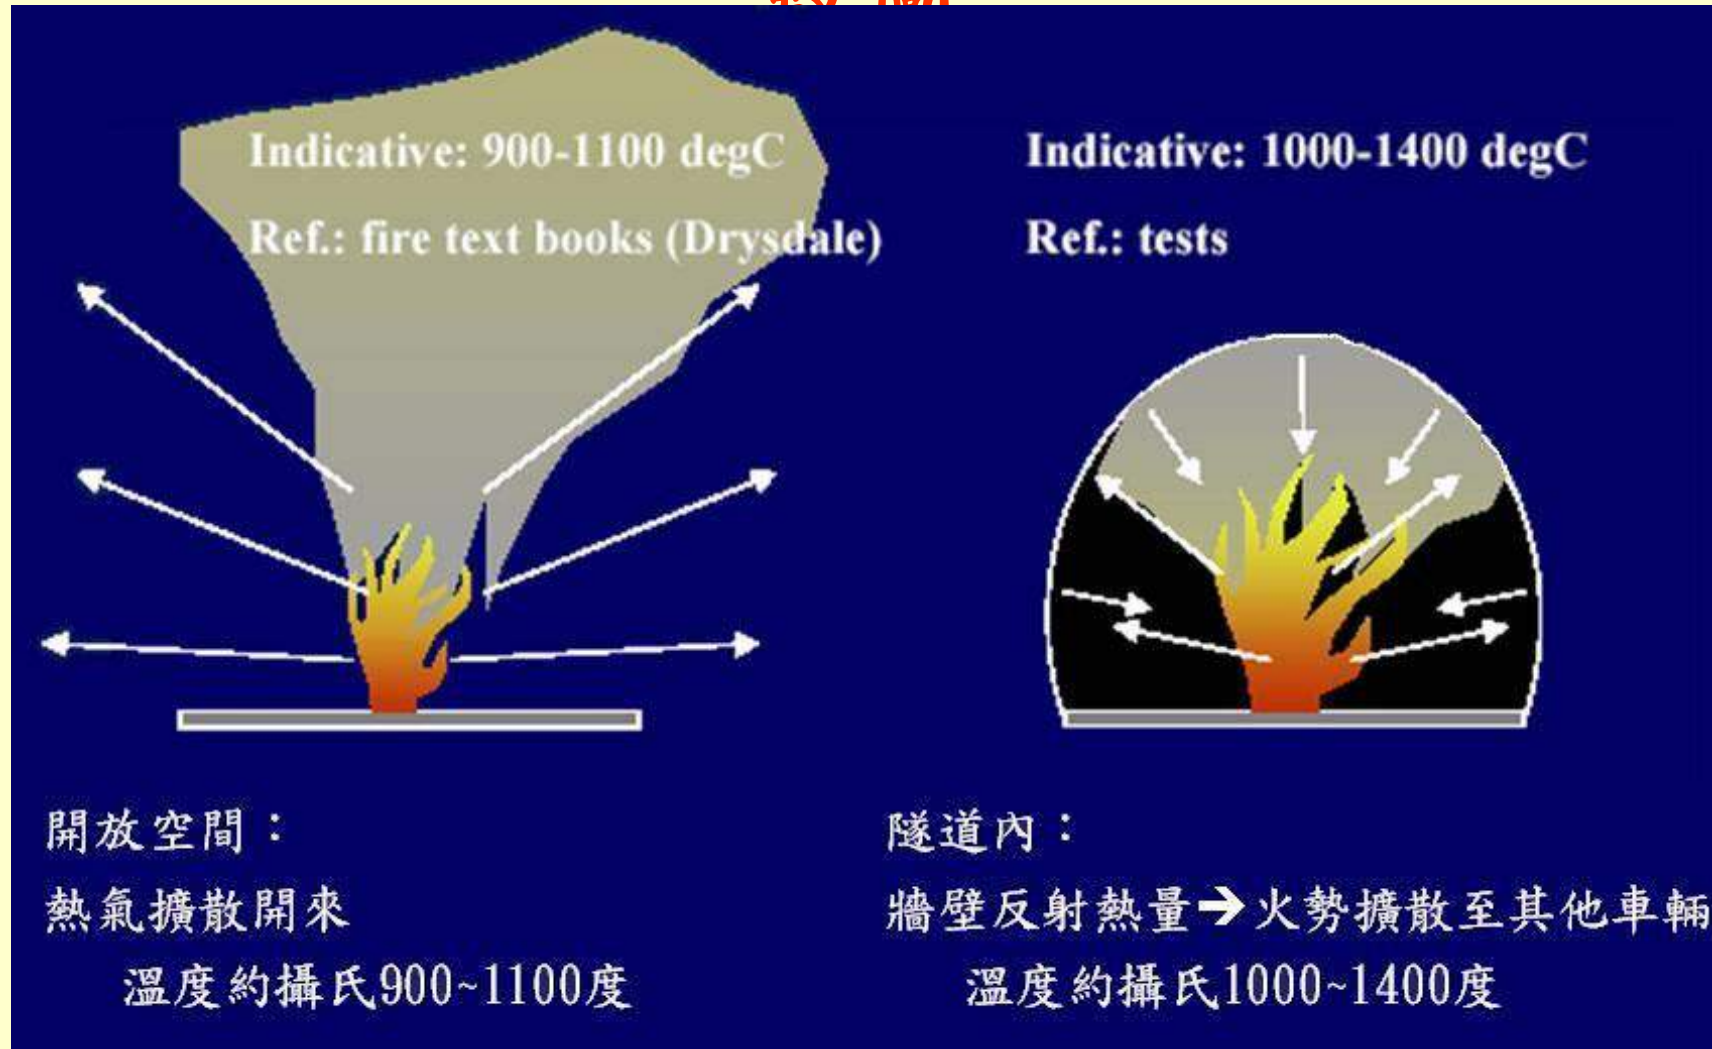 Indicative: 900-1100 degC
Ref.: fire text books (Drysdale)
Indicative: 1000-1400 degC
Ref.: tests
開放空間：
熱氣擴散開來
溫度約攝氏900~1100度
隧道內：
牆壁反射熱量➔火勢擴散至其他車輛
溫度約攝氏1000~1400度